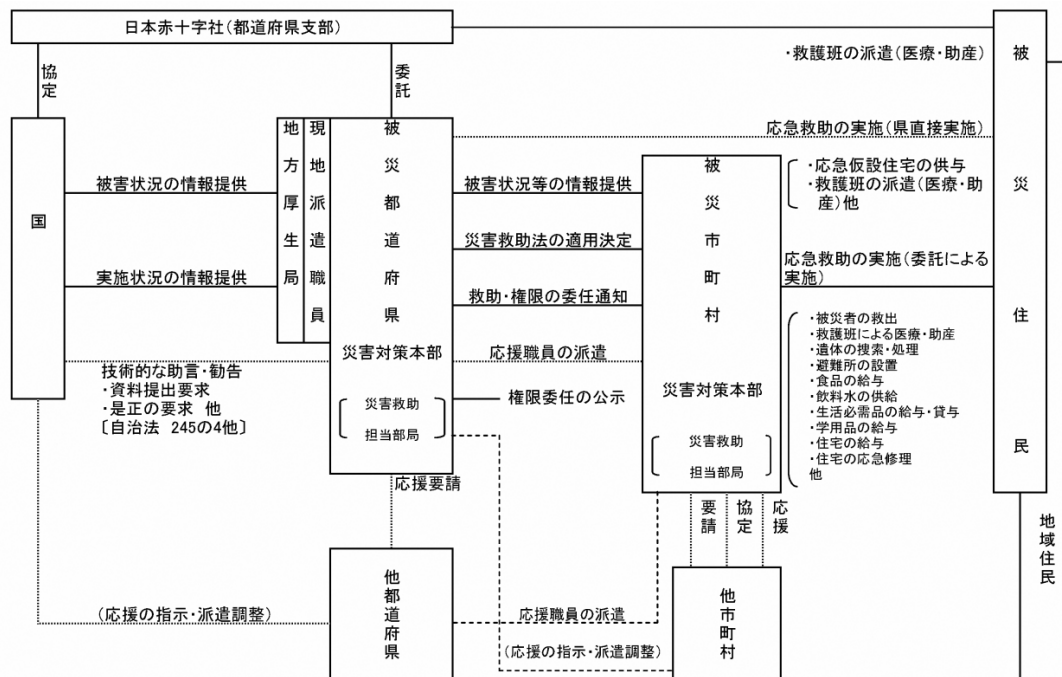 日本赤十字社(都道府県支部)
協定
委託
・救護班の派遣(医療・助産)
被災住民
国
地方厚生局
現地派遣職員
被災都道府県
災害対策本部
災害救助
担当部局
応急救助の実施(県直接実施)
被災市町村
災害対策本部
災害救助
担当部局
・応急仮設住宅の供与
・救護班の派遣(医療・助
産)他
被害状況の情報提供
被害状況等の情報提供
災害救助法の適用決定
実施状況の情報提供
救助・権限の委任通知
応急救助の実施(委託による
実施)
・被災者の救出
・救護班による医療・助産
・遺体の捜索・処理
・避難所の設置
・食品の給与
・飲料水の供給
・生活必需品の給与・貸与
・学用品の給与
・住宅の給与
・住宅の応急修理
他
応援職員の派遣
技術的な助言・勧告
・資料提出要求
・是正の要求 他
〔自治法 245の4他〕
権限委任の公示
応援要請
要請
協定
応援
地域住民
他都道府県
他市町村
(応援の指示・派遣調整)
応援職員の派遣
(応援の指示・派遣調整)